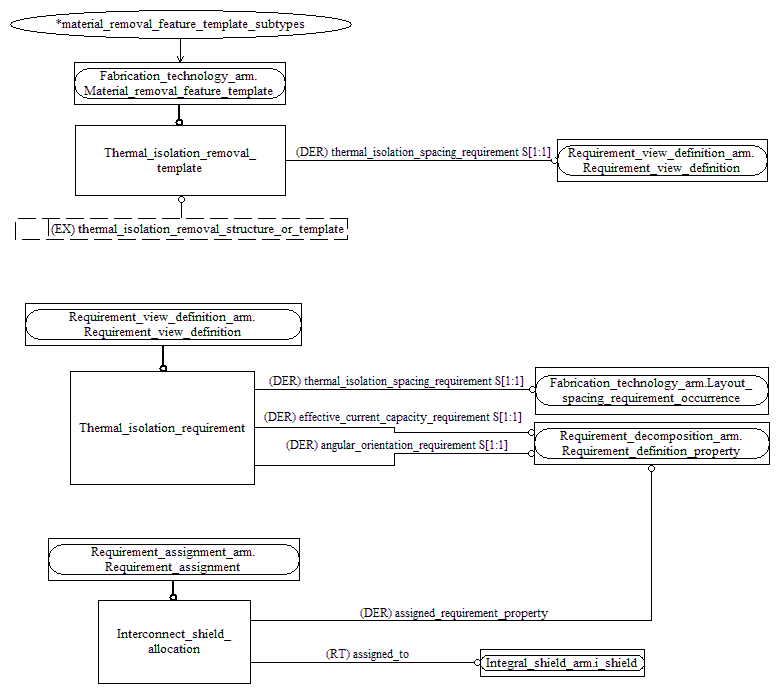 *material_removal_feature_template_subtypes
Fabrication_technology_arm.
Material_removal_feature_template
Thermal_isolation_removal_
template
(DER) thermal_isolation_spacing_requirement S[1:1]
Requirement_view_definition_arm.
Requirement_view_definition
(EX) thermal_isolation_removal_structure_or_template
Requirement_view_definition_arm.
Requirement_view_definition
Thermal_isolation_requirement
(DER) thermal_isolation_spacing_requirement S[1:1]
Fabrication_technology_arm.Layout_
spacing_requirement_occurrence
(DER) effective_current_capacity_requirement S[1:1]
(DER) angular_orientation_requirement S[1:1]
Requirement_decomposition_arm.
Requirement_definition_property
Requirement_assignment_arm.
Requirement_assignment
Interconnect_shield_
allocation
(DER) assigned_requirement_property
(RT) assigned_to
Integral_shield_arm.i_shield